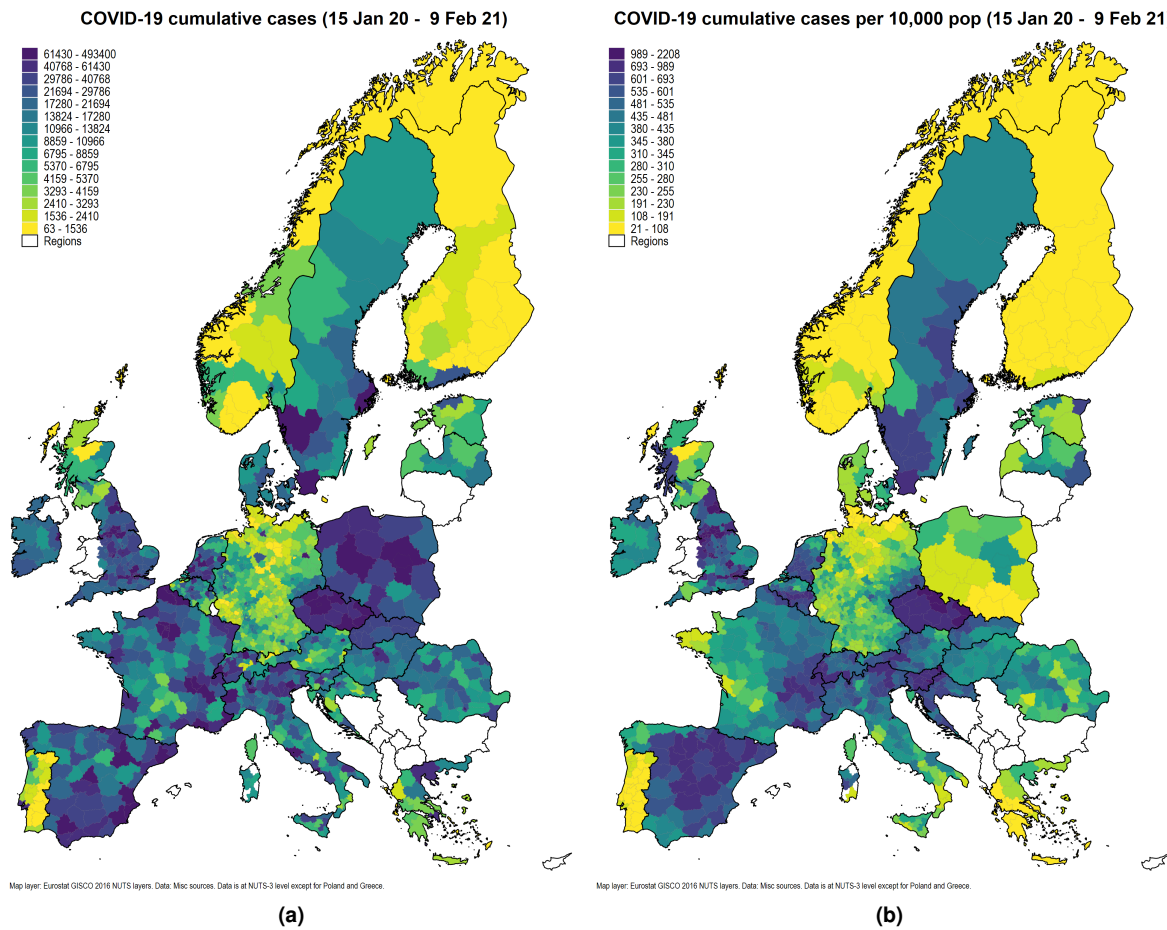 COVID-19 cumulative cases (15 Jan 20 - 9 Feb 21)
61430 - 493400
40768 - 61430
29786 - 40768
21694 - 29786
17280 - 21694
13824 - 17280
10966 - 13824
8859 - 10966
6795 - 8859
5370 - 6795
4159 - 5370
3293 - 4159
2410 - 3293
1536 - 2410
63 - 1536
Regions
Map layer: Eurostat GISCO 2016 NUTS layers. Data: Misc sources. Data is at NUTS-3 level except for Poland and Greece.
(a)
COVID-19 cumulative cases per 10,000 pop (15 Jan 20 - 9 Feb 21
989 - 2208
693 - 989
601 - 693
535 - 601
481 - 535
435 - 481
380 - 435
345 - 380
310 - 345
280 - 310
255 - 280
230 - 255
191 - 230
108 - 191
21 - 108
Regions
Map layer: Eurostat GISCO 2016 NUTS layers. Data: Misc sources. Data is at NUTS-3 level except for Poland and Greece.
(b)